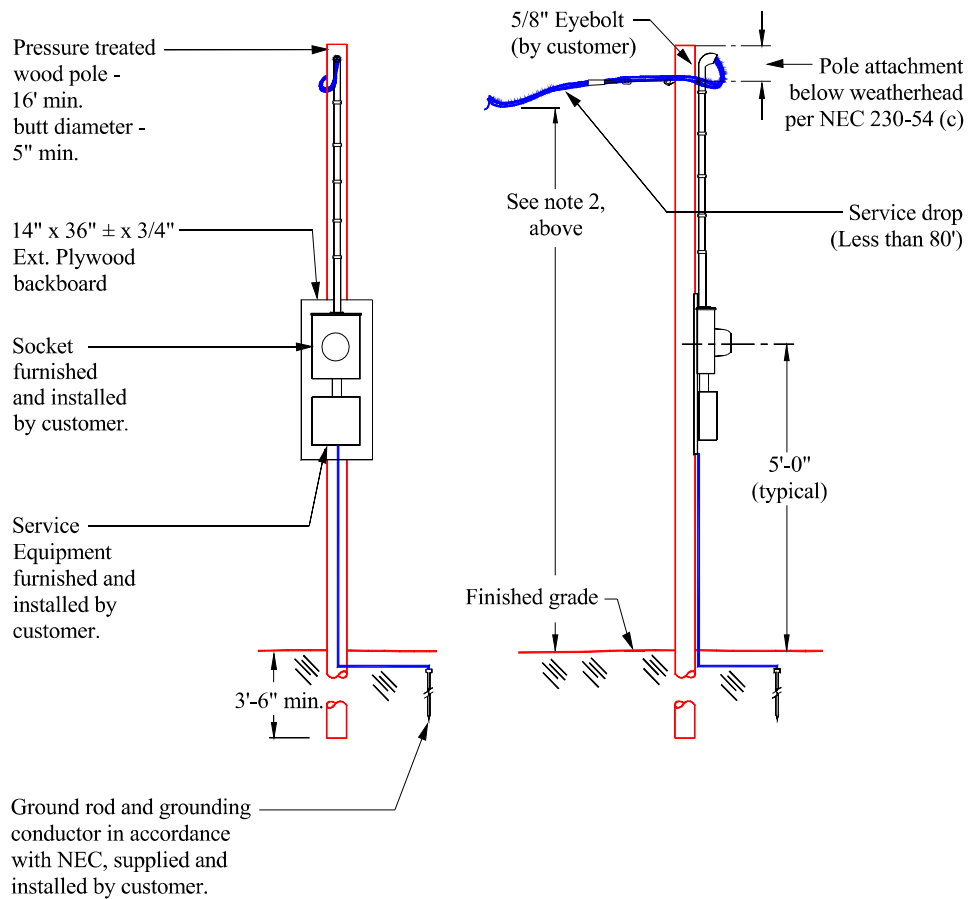 Pressure treated
wood pole -
16' min.
butt diameter -
5" min.
14" x 36" ± x 3/4"
Ext. Plywood
backboard
Socket
furnished
and installed
by customer.
Service
Equipment
furnished and
installed by
customer.
3'-6" min.
Ground rod and grounding
conductor in accordance
with NEC, supplied and
installed by customer.
5/8" Eyebolt
(by customer)
Pole attachment
below weatherhead
per NEC 230-54 (c)
See note 2,
above
Service drop
(Less than 80')
5'-0"
(typical)
Finished grade